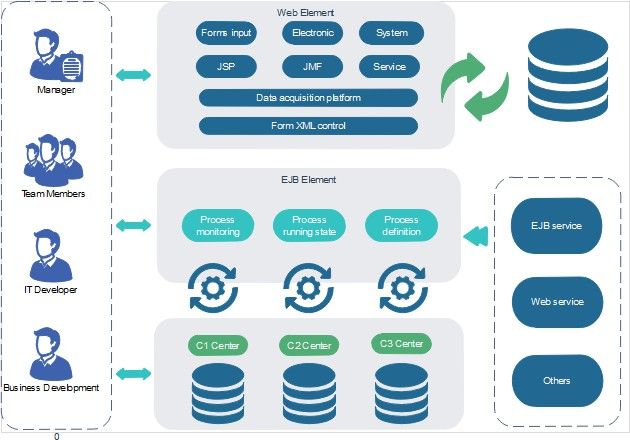 Manager
Team Members
IT Developer
Business Development
0
Web Element
Forms input
Electronic
System
JSP
JMF
Service
Data acquisition platform
Form XML control
EJB Element
Process
monitoring
Process
running state
Process
definition
C1 Center
C2 Center
C3 Center
EJB service
Web service
Others